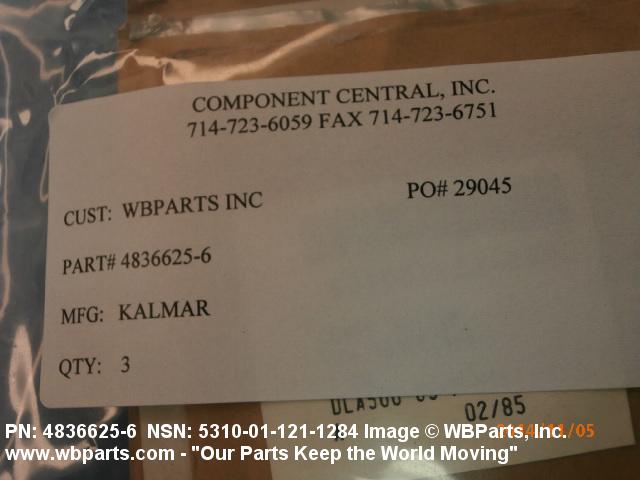 COMPONENT CENTRAL, INC.
714-723-6059 FAX 714-723-6751
CUST: WBPARTS INC PO# 29045
PART# 4836625-6
MFG: KALMAR
QTY: 3
02/85
PN: 4836625-6 NSN: 5310-01-121-1284 Image © WBParts, Inc.
www.wbparts.com - "Our Parts Keep the World Moving"